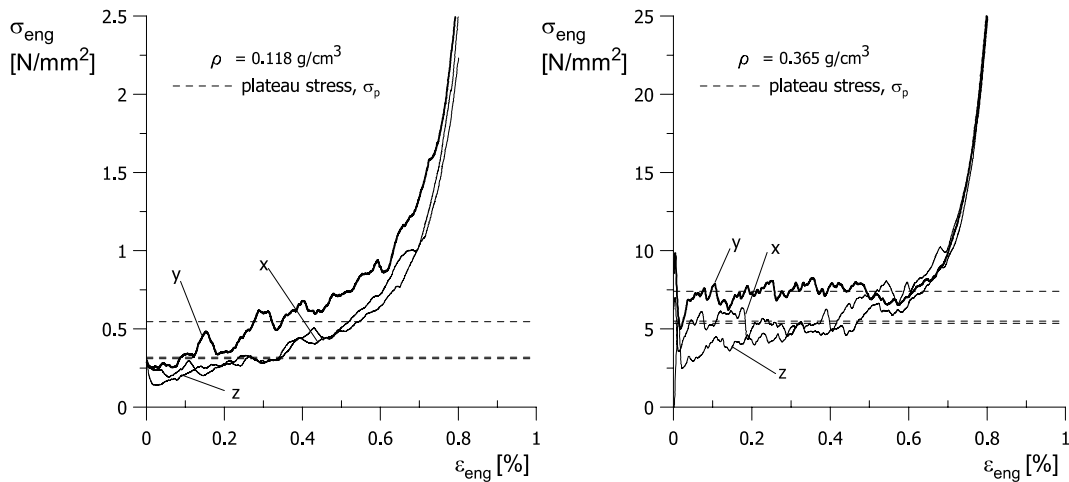 σeng
[N/mm²]
2.5
2
1.5
1
0.5
0
ρ = 0.118 g/cm³
plateau stress, σp
y
x
z
0 0.2 0.4 0.6 0.8 1
εeng [%]
σeng
[N/mm²]
25
20
15
10
5
0
ρ = 0.365 g/cm³
plateau stress, σp
y
x
z
0 0.2 0.4 0.6 0.8 1
εeng [%]